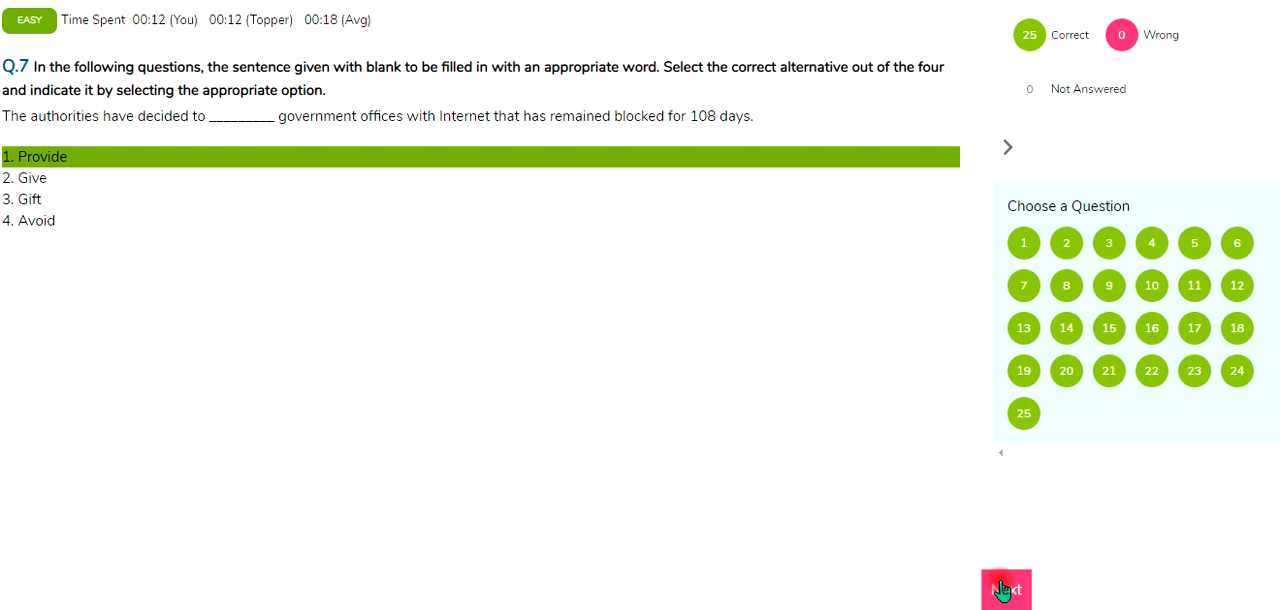 EASY Time Spent 00:12 (You) 00:12 (Topper) 00:18 (Avg)
Q.7 In the following questions, the sentence given with blank to be filled in with an appropriate word. Select the correct alternative out of the four
and indicate it by selecting the appropriate option.
The authorities have decided to _________ government offices with Internet that has remained blocked for 108 days.
1. Provide
2. Give
3. Gift
4. Avoid
25 Correct 0 Wrong
0 Not Answered
Choose a Question
1 2 3 4 5 6
7 8 9 10 11 12
13 14 15 16 17 18
19 20 21 22 23 24
25